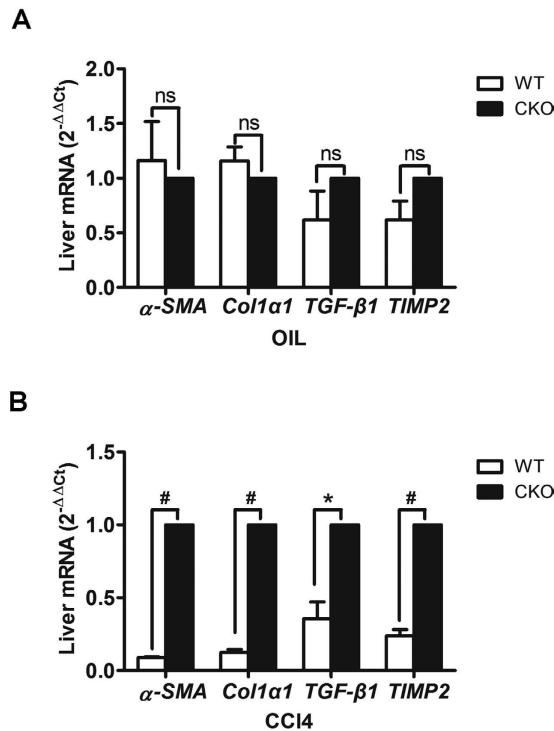 A
Liver mRNA (2^-ΔΔCt)
2.0
1.5
1.0
0.5
0.0
ns
ns
ns
ns
WT
CKO
α-SMA Col1α1 TGF-β1 TIMP2
OIL
B
Liver mRNA (2^-ΔΔCt)
1.5
1.0
0.5
0.0
# # * #
WT
CKO
α-SMA Col1α1 TGF-β1 TIMP2
CCl4